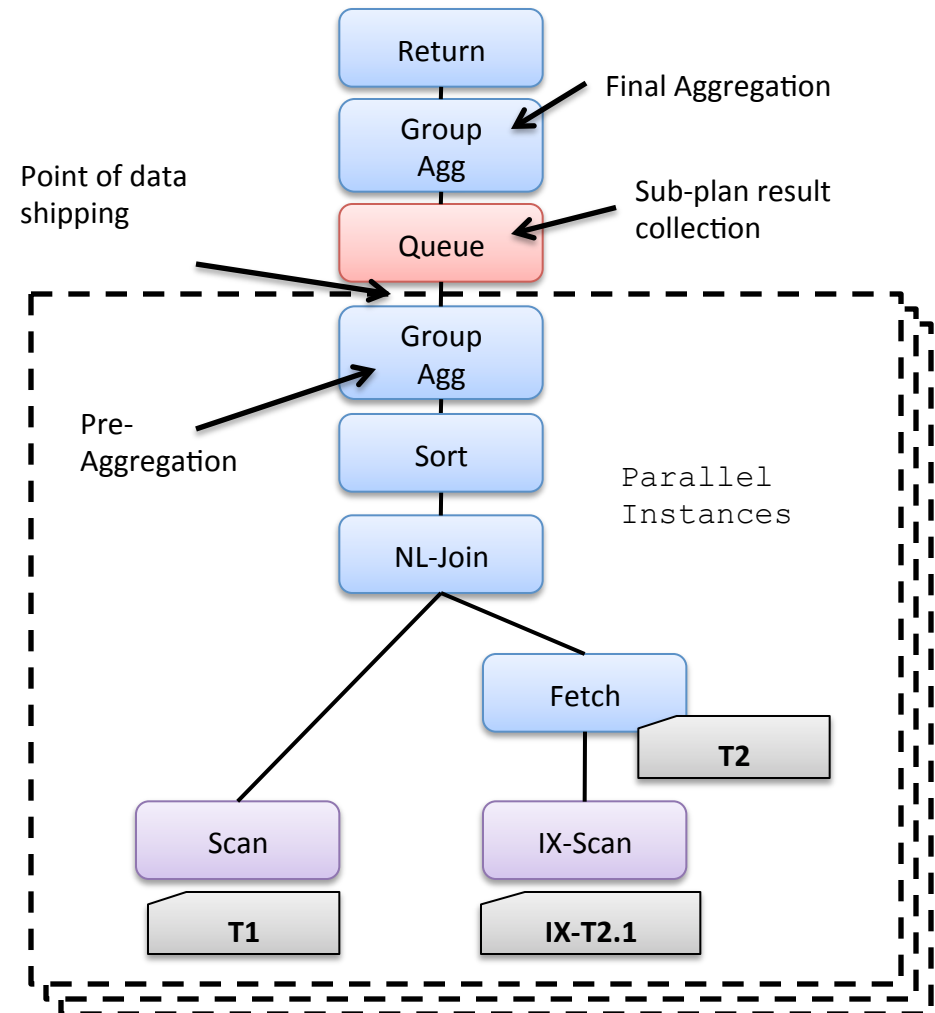 Return
Final Aggregation
Group
Agg
Point of data
shipping
Sub-plan result
collection
Queue
Group
Agg
Pre-
Aggregation
Sort
Parallel
Instances
NL-Join
Fetch
T2
Scan
IX-Scan
T1
IX-T2.1